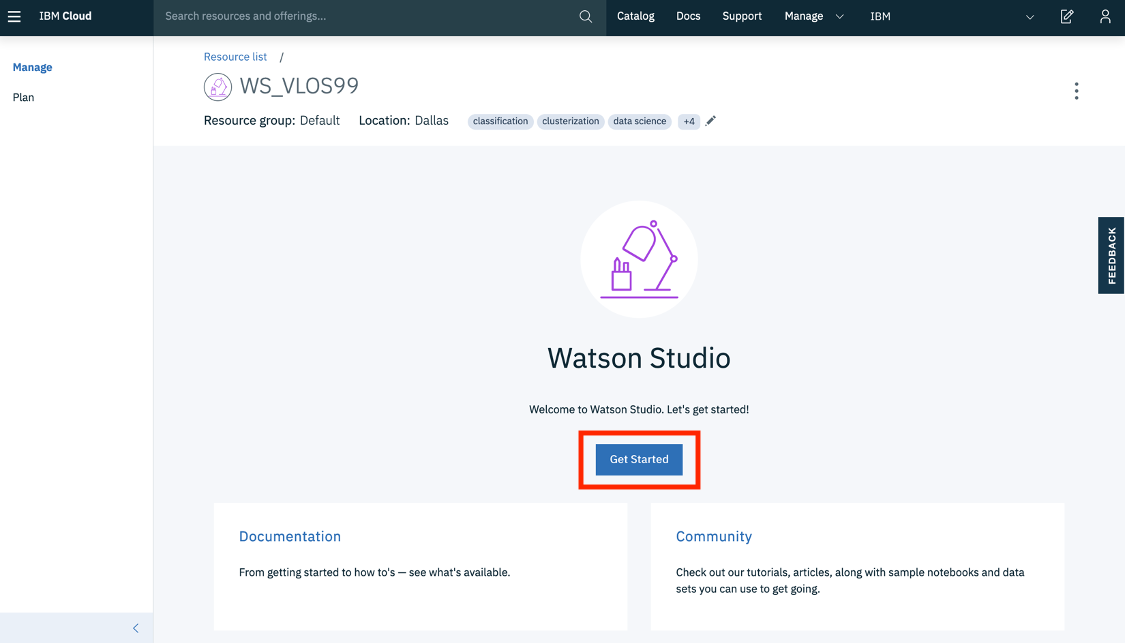 IBM Cloud
Search resources and offerings...
Catalog
Docs
Support
Manage
IBM
Manage
Plan
Resource list /
WS_VLOS99
Resource group: Default Location: Dallas
classification
clusterization
data science
+4
FEEDBACK
Watson Studio
Welcome to Watson Studio. Let's get started!
Get Started
Documentation
From getting started to how to's — see what's available.
Community
Check out our tutorials, articles, along with sample notebooks and data
sets you can use to get going.